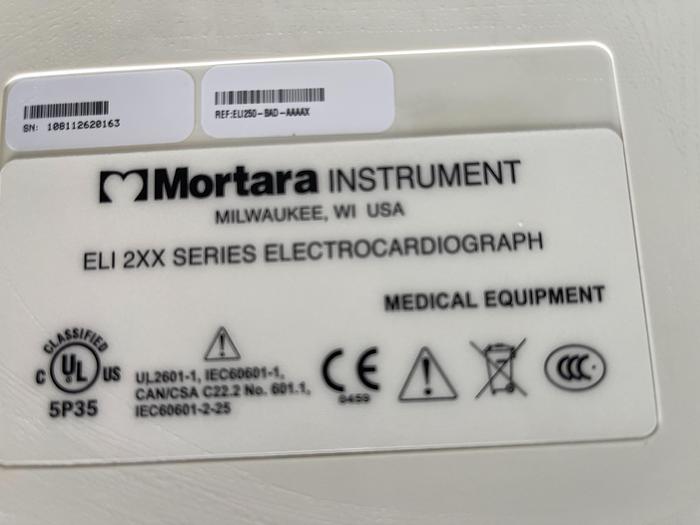 SN: 108112620163
REF:ELI250-BAD-AAAAX
Mortara INSTRUMENT
MILWAUKEE, WI USA
ELI 2XX SERIES ELECTROCARDIOGRAPH
MEDICAL EQUIPMENT
CLASSIFIED
C UL US
5P35
UL2601-1, IEC60601-1,
CAN/CSA C22.2 No. 601.1,
IEC60601-2-25
CE
0459
CCC